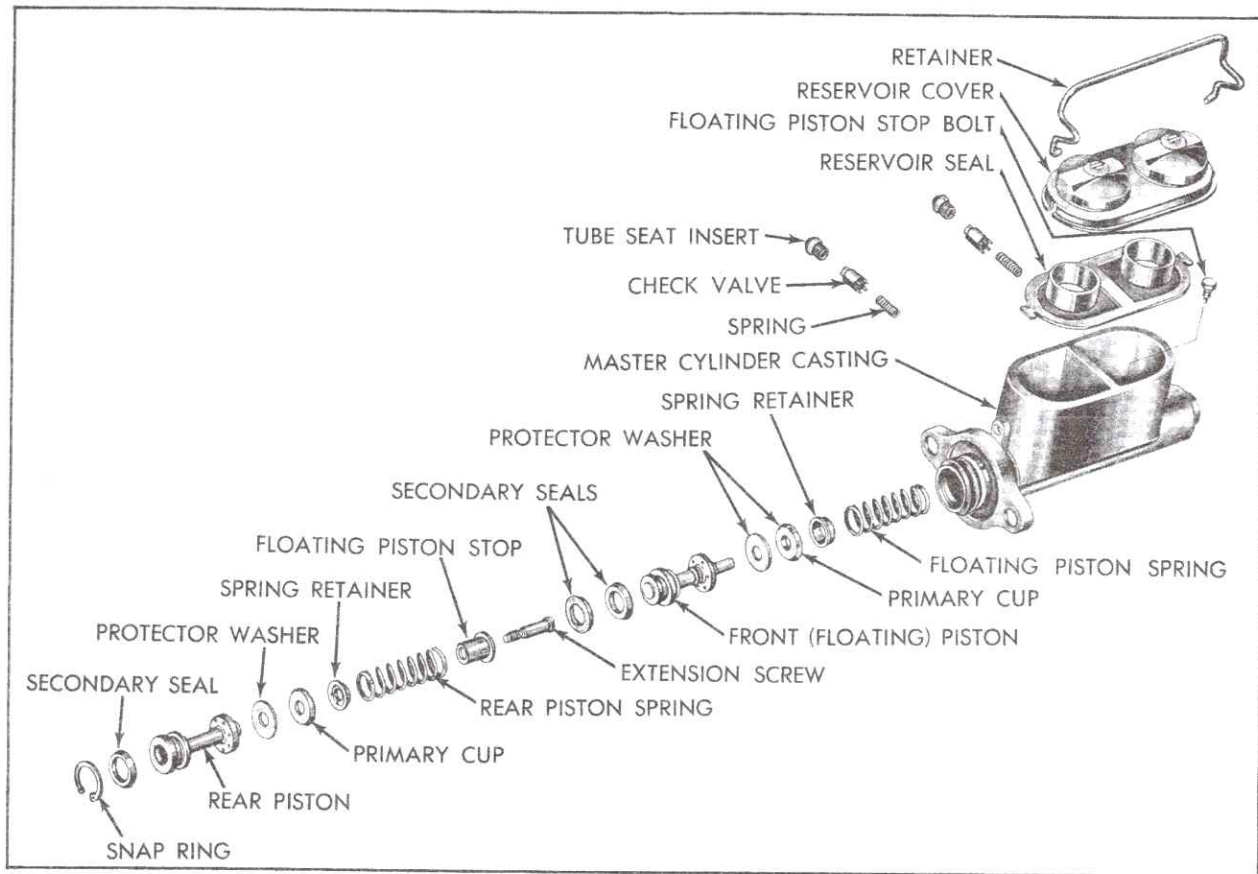 RETAINER
RESERVOIR COVER
FLOATING PISTON STOP BOLT
RESERVOIR SEAL
TUBE SEAT INSERT
CHECK VALVE
SPRING
MASTER CYLINDER CASTING
SPRING RETAINER
PROTECTOR WASHER
SECONDARY SEALS
FLOATING PISTON STOP
SPRING RETAINER
PROTECTOR WASHER
SECONDARY SEAL
FLOATING PISTON SPRING
PRIMARY CUP
FRONT (FLOATING) PISTON
EXTENSION SCREW
REAR PISTON SPRING
PRIMARY CUP
REAR PISTON
SNAP RING